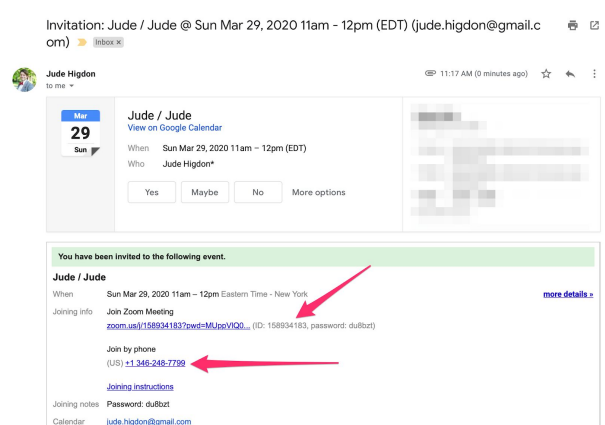 Invitation: Jude / Jude @ Sun Mar 29, 2020 11am - 12pm (EDT) (jude.higdon@gmail.c
om) Inbox x
Jude Higdon
11:17 AM (0 minutes ago)
to me
Mar
29
Sun
Jude / Jude
View on Google Calendar
When Sun Mar 29, 2020 11am – 12pm (EDT)
Who Jude Higdon*
Yes Maybe No More options
You have been invited to the following event.
Jude / Jude
When Sun Mar 29, 2020 11am – 12pm Eastern Time - New York
more details »
Joining info Join Zoom Meeting
zoom.us/j/158934183?pwd=MUppVlQ0... (ID: 158934183, password: du8bzt)
Join by phone
(US) +1 346-248-7799
Joining instructions
Joining notes Password: du8bzt
Calendar jude.higdon@gmail.com